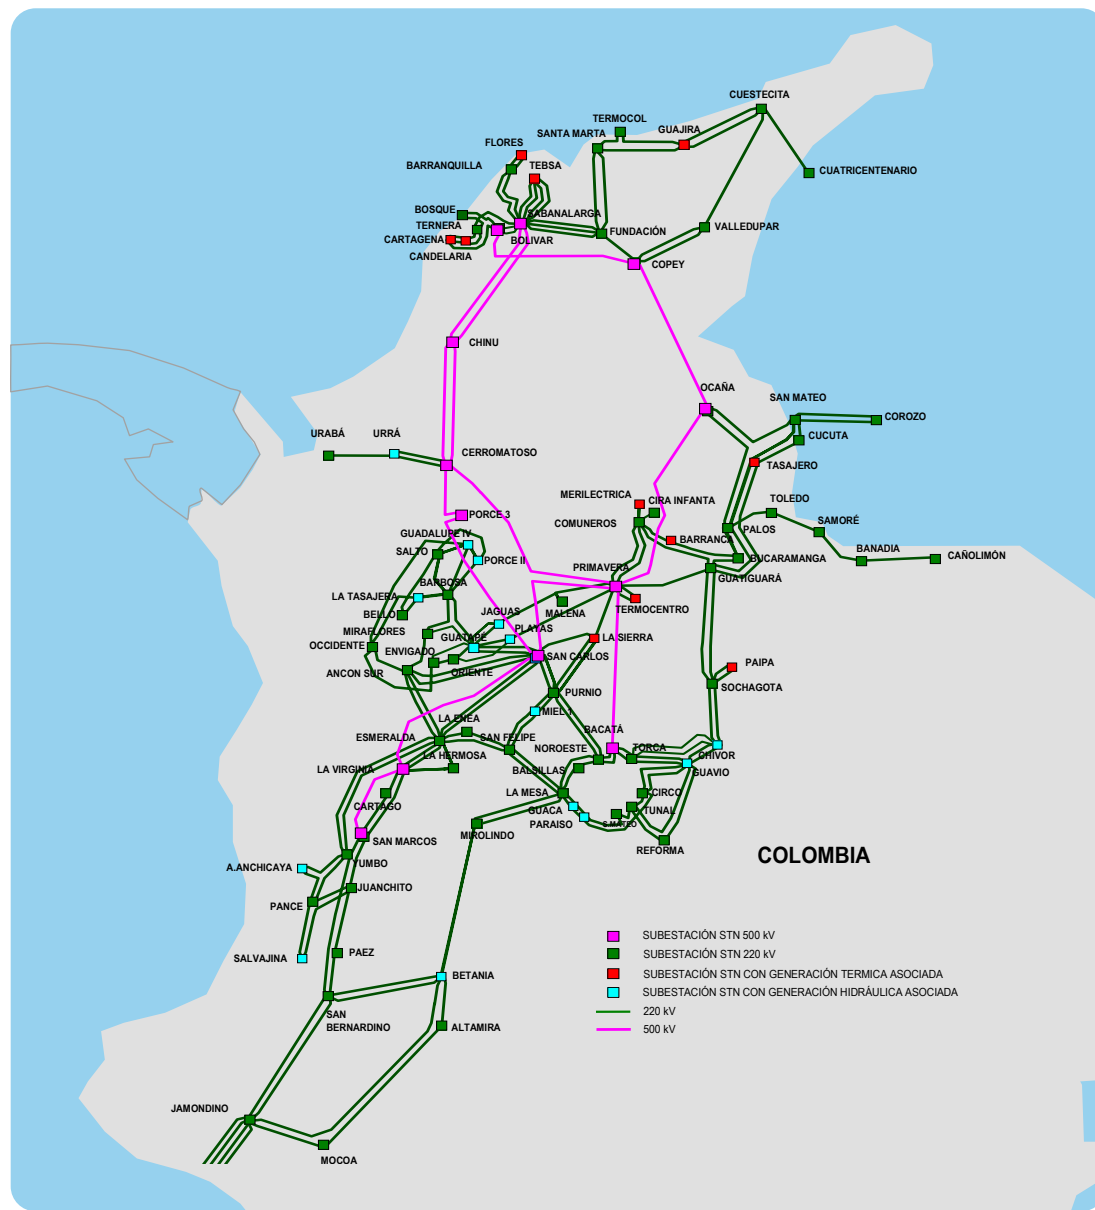 CUESTECITA
TERMOCOL
GUAJIRA
SANTA MARTA
FLORES
TEBSA
BARRANQUILLA
CUATRICENTENARIO
BOSQUE
SABANALARGA
TERNERA
VALLEDUPAR
FUNDACIÓN
CARTAGENA
BOLIVAR
CANDELARIA
COPEY
CHINU
OCAÑA
SAN MATEO
COROZO
URABÁ
URRÁ
CUCUTA
CERROMATOSO
TASAJERO
MERILECTRICA
CIRA INFANTA
TOLEDO
PORCE 3
COMUNEROS
SAMORÉ
PALOS
GUADALUPE IV
BARRANCA
SALTO
BANADIA
PORCE II
BUCARAMANGA
CAÑOLIMÓN
PRIMAVERA
GUATIGUARÁ
BARBOSA
LA TASAJERA
JAGUAS
MALENA
TERMOCENTRO
BELLO
PLAYAS
MIRAFLORES
GUATAPÉ
LA SIERRA
OCCIDENTE
ENVIGADO
SAN CARLOS
PAIPA
ANCON SUR
ORIENTE
SOCHAGOTA
PURNIO
MIEL 1
LA ENEA
BACATÁ
ESMERALDA
SAN FELIPE
NOROESTE
TORCA
CHIVOR
LA HERMOSA
BALSILLAS
GUAVIO
LA VIRGINIA
LA MESA
CIRCO
CARTAGO
GUACA
TUNAL
PARAISO
S.MATEO
MIROLINDO
SAN MARCOS
REFORMA
YUMBO
COLOMBIA
A.ANCHICAYA
JUANCHITO
PANCE
SUBESTACIÓN STN 500 kV
PAEZ
SUBESTACIÓN STN 220 kV
SALVAJINA
SUBESTACIÓN STN CON GENERACIÓN TERMICA ASOCIADA
BETANIA
SUBESTACIÓN STN CON GENERACIÓN HIDRÁULICA ASOCIADA
220 kV
SAN
BERNARDINO
ALTAMIRA
500 kV
JAMONDINO
MOCOA